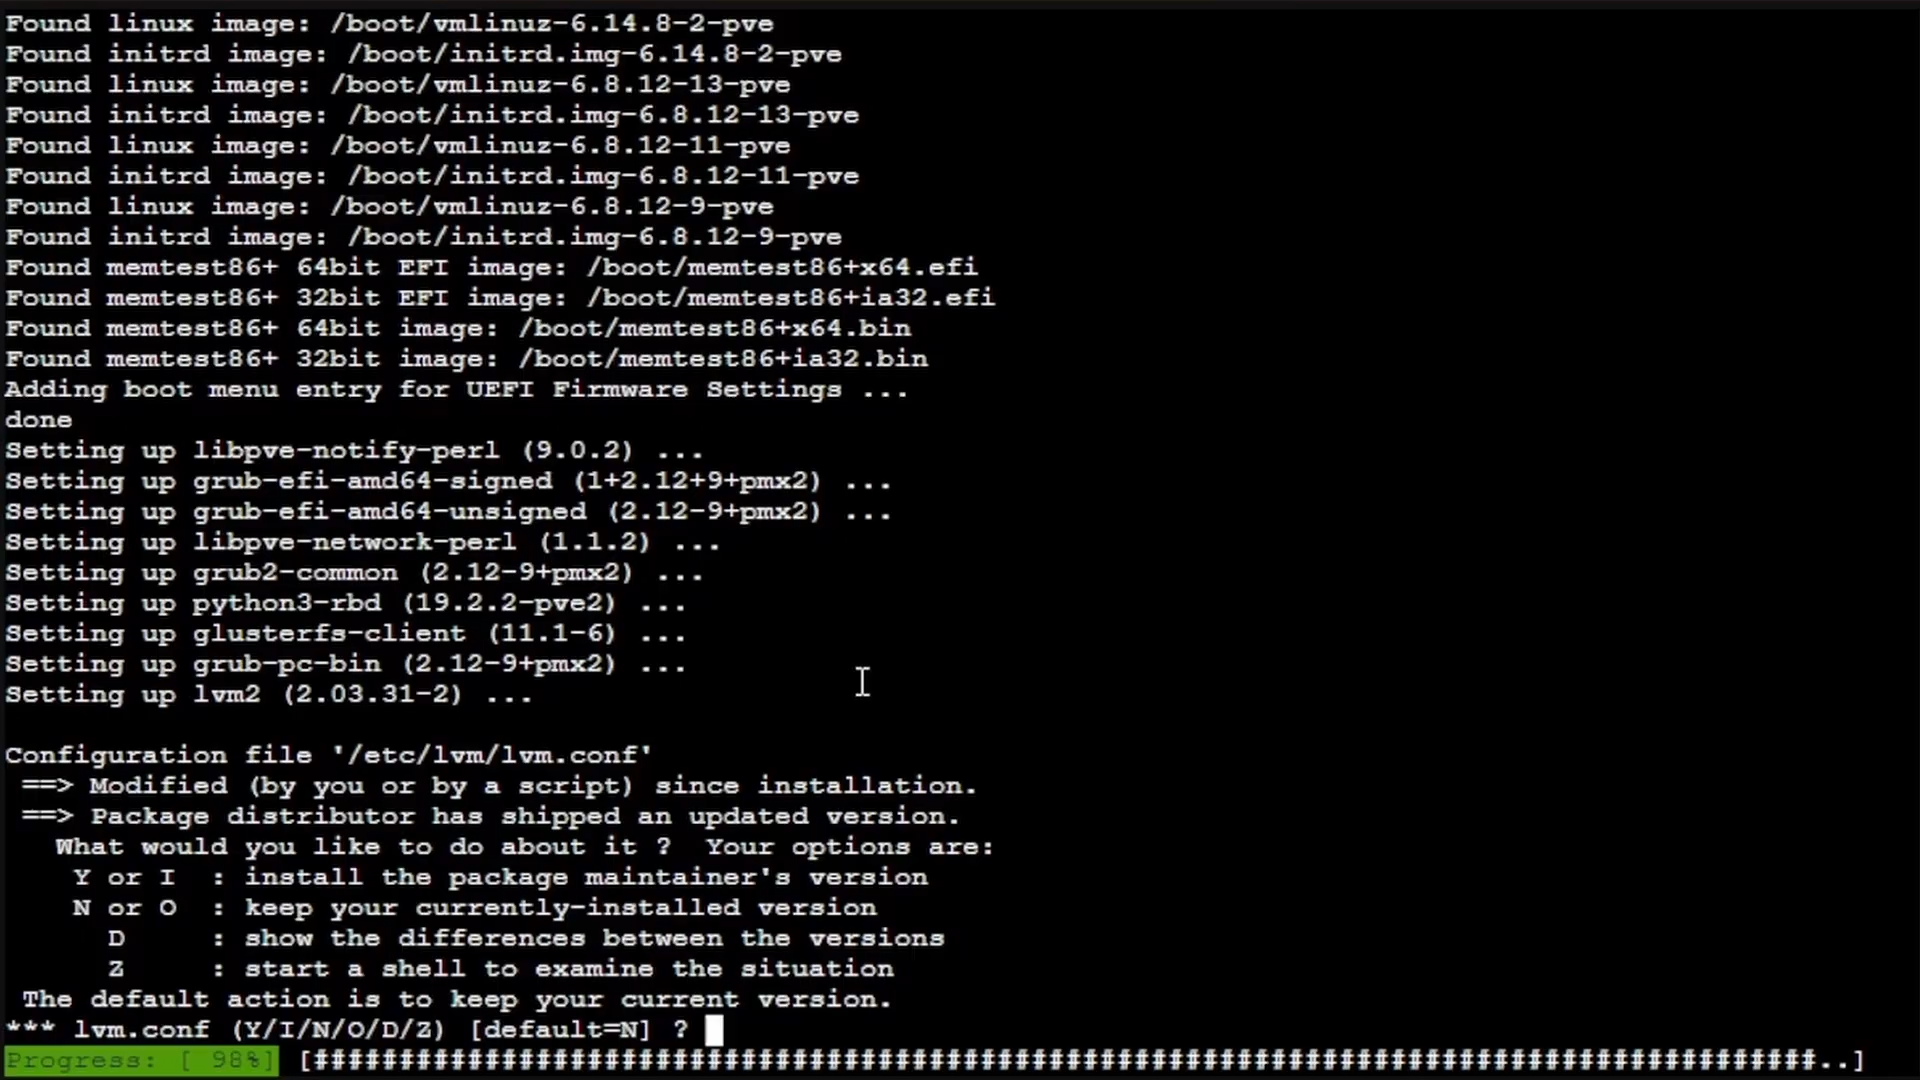 Found linux image: /boot/vmlinuz-6.14.8-2-pve
Found initrd image: /boot/initrd.img-6.14.8-2-pve
Found linux image: /boot/vmlinuz-6.8.12-13-pve
Found initrd image: /boot/initrd.img-6.8.12-13-pve
Found linux image: /boot/vmlinuz-6.8.12-11-pve
Found initrd image: /boot/initrd.img-6.8.12-11-pve
Found linux image: /boot/vmlinuz-6.8.12-9-pve
Found initrd image: /boot/initrd.img-6.8.12-9-pve
Found memtest86+ 64bit EFI image: /boot/memtest86+x64.efi
Found memtest86+ 32bit EFI image: /boot/memtest86+ia32.efi
Found memtest86+ 64bit image: /boot/memtest86+x64.bin
Found memtest86+ 32bit image: /boot/memtest86+ia32.bin
Adding boot menu entry for UEFI Firmware Settings ...
done
Setting up libpve-notify-perl (9.0.2) ...
Setting up grub-efi-amd64-signed (1+2.12+9+pmx2) ...
Setting up grub-efi-amd64-unsigned (2.12-9+pmx2) ...
Setting up libpve-network-perl (1.1.2) ...
Setting up grub2-common (2.12-9+pmx2) ...
Setting up python3-rbd (19.2.2-pve2) ...
Setting up glusterfs-client (11.1-6) ...
Setting up grub-pc-bin (2.12-9+pmx2) ...
Setting up lvm2 (2.03.31-2) ...
Configuration file '/etc/lvm/lvm.conf'
==> Modified (by you or by a script) since installation.
==> Package distributor has shipped an updated version.
What would you like to do about it ?  Your options are:
Y or I  : install the package maintainer's version
N or O  : keep your currently-installed version
D     : show the differences between the versions
Z     : start a shell to examine the situation
The default action is to keep your current version.
*** lvm.conf (Y/I/N/O/D/Z) [default=N] ?
Progress: [ 98%] [#########################################################################################..]